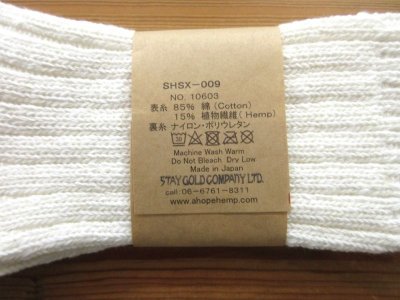 SHSX-009
NO. 10603
表糸 85% 綿 (Cotton)
15% 植物繊維 (Hemp)
裏糸 ナイロン・ポリウレタン
Machine Wash Warm
Do Not Bleach Dry Low
Made in Japan
STAY GOLD COMPANY LTD.
call:06-6761-8311
www.ahopehemp.com